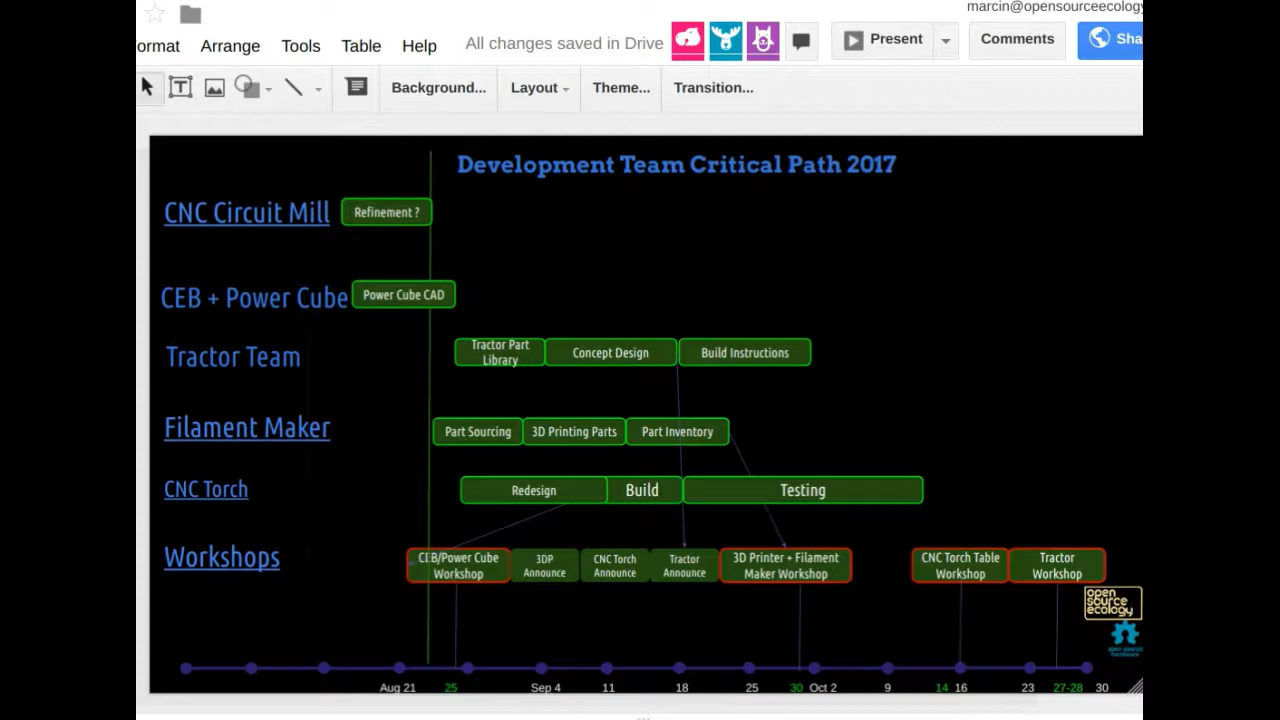 marcin@opensourceecology
ormat Arrange Tools Table Help All changes saved in Drive Present Comments Sha
Background... Layout Theme... Transition...
Development Team Critical Path 2017
CNC Circuit Mill Refinement ?
CEB + Power Cube Power Cube CAD
Tractor Team Tractor Part Library Concept Design Build Instructions
Filament Maker Part Sourcing 3D Printing Parts Part Inventory
CNC Torch Redesign Build Testing
Workshops
CEB/Power Cube Workshop
3DP Announce
CNC Torch Announce
Tractor Announce
3D Printer + Filament Maker Workshop
CNC Torch Table Workshop
Tractor Workshop
open
source
ecology
Aug 21 25 Sep 4 11 18 25 30 Oct 2 9 14 16 23 27-28 30